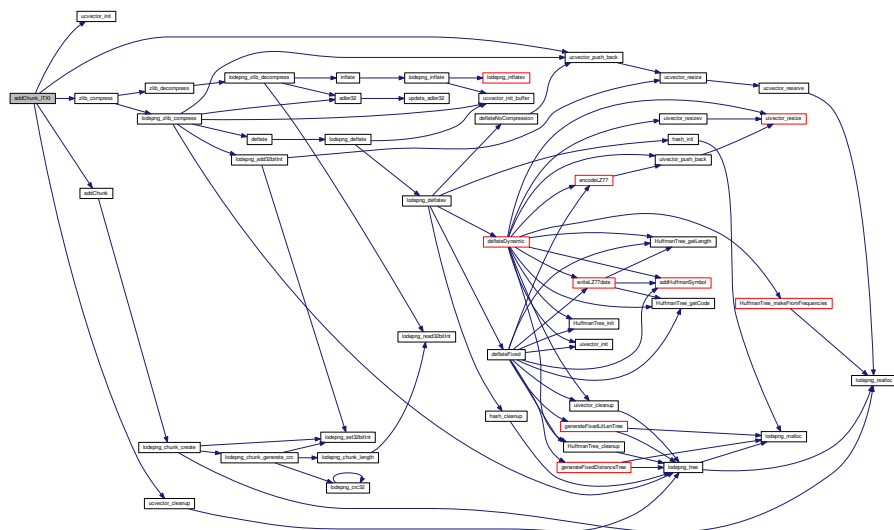 ucvector_init
addChunk_iTXt
zlib_compress
zlib_decompress
lodepng_zlib_decompress
inflate
lodepng_inflate
lodepng_inflatev
ucvector_push_back
ucvector_resize
ucvector_reserve
lodepng_zlib_compress
adler32
update_adler32
ucvector_init_buffer
deflate
lodepng_deflate
deflateNoCompression
lodepng_add32bitInt
uivector_resizev
uivector_resize
hash_init
uivector_push_back
encodeLZ77
addChunk
lodepng_deflatev
deflateDynamic
HuffmanTree_getLength
writeLZ77data
addHuffmanSymbol
HuffmanTree_getCode
HuffmanTree_makeFromFrequencies
HuffmanTree_init
uivector_init
lodepng_read32bitInt
deflateFixed
lodepng_realloc
uivector_cleanup
hash_cleanup
generateFixedLitLenTree
lodepng_malloc
lodepng_set32bitInt
lodepng_chunk_create
lodepng_chunk_generate_crc
lodepng_chunk_length
HuffmanTree_cleanup
generateFixedDistanceTree
lodepng_free
lodepng_crc32
ucvector_cleanup